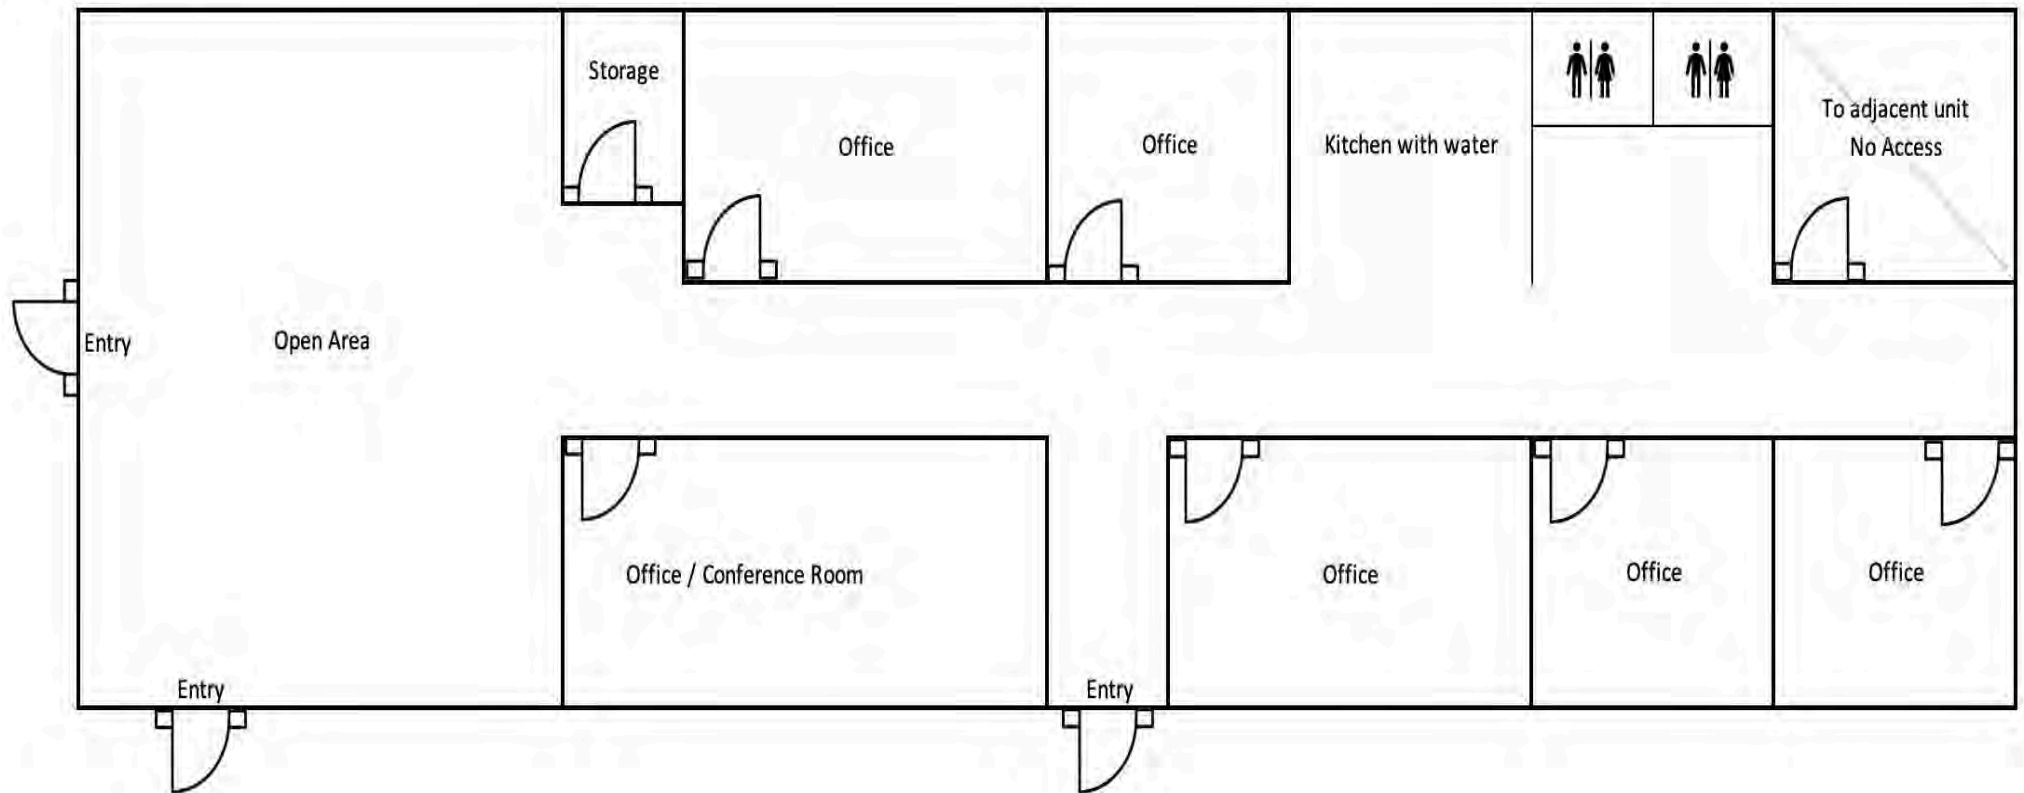 Storage
Office
Office
Kitchen with water
To adjacent unit
No Access
Entry
Open Area
Office / Conference Room
Office
Office
Office
Entry
Entry